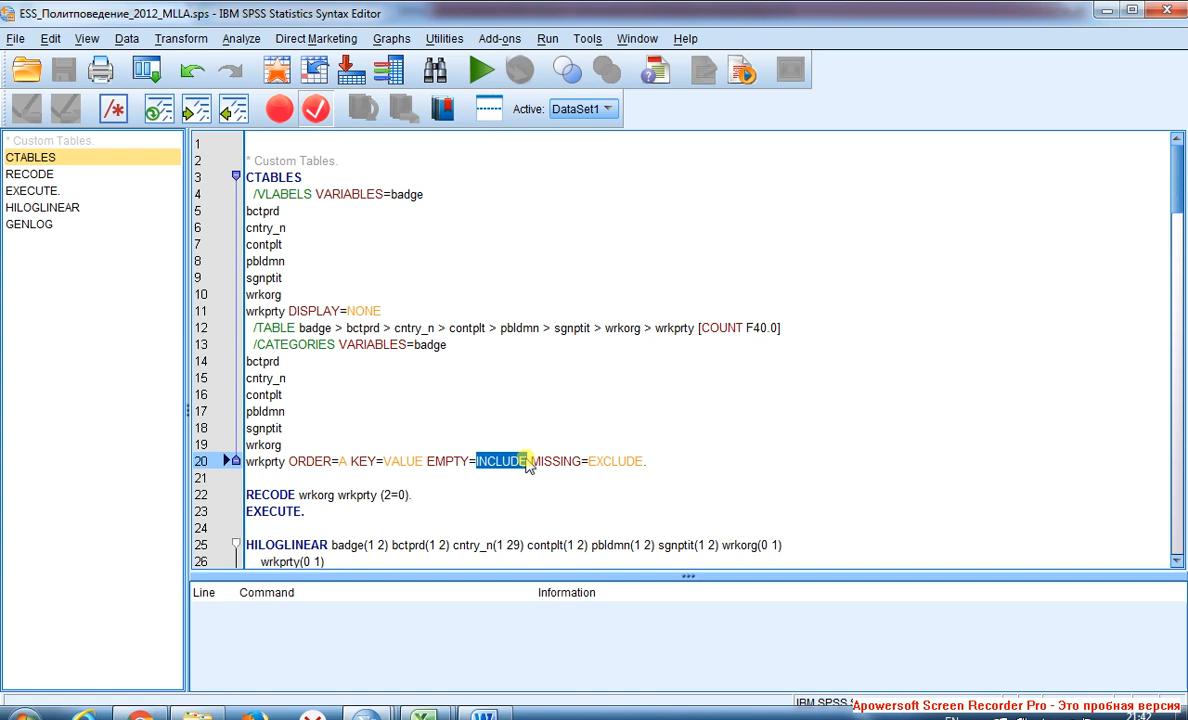 ESS_Политповедение_2012_MLLA.sps - IBM SPSS Statistics Syntax Editor
File Edit View Data Transform Analyze Direct Marketing Graphs Utilities Add-ons Run Tools Window Help
Active: DataSet1
* Custom Tables.
CTABLES
RECODE
EXECUTE.
HILOGLINEAR
GENLOG
1
2 * Custom Tables.
3 CTABLES
4 /VLABELS VARIABLES=badge
5 bctprd
6 cntry_n
7 contplt
8 pbldmn
9 sgnptit
10 wrkorg
11 wrkprty DISPLAY=NONE
12 /TABLE badge > bctprd > cntry_n > contplt > pbldmn > sgnptit > wrkorg > wrkprty [COUNT F40.0]
13 /CATEGORIES VARIABLES=badge
14 bctprd
15 cntry_n
16 contplt
17 pbldmn
18 sgnptit
19 wrkorg
20 wrkprty ORDER=A KEY=VALUE EMPTY=INCLUDE MISSING=EXCLUDE.
21
22 RECODE wrkorg wrkprty (2=0).
23 EXECUTE.
24
25 HILOGLINEAR badge(1 2) bctprd(1 2) cntry_n(1 29) contplt(1 2) pbldmn(1 2) sgnptit(1 2) wrkorg(0 1)
26 wrkprty(0 1)
Line Command Information
IBM SPSS
Apowersoft Screen Recorder Pro - Это пробная версия
EN 21:42